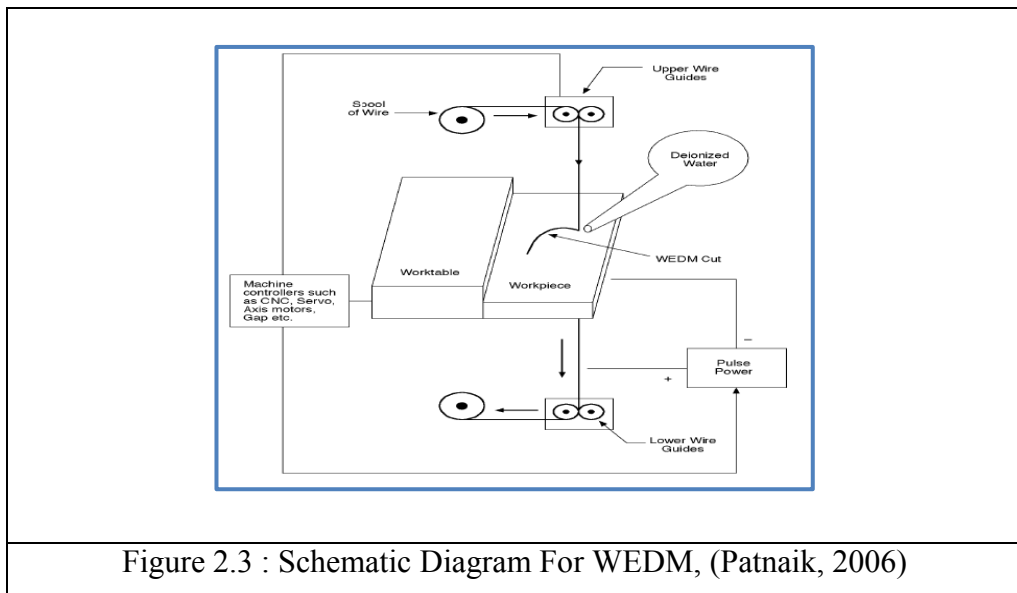 Upper Wire
Guides
Spool
of Wire
Deionized
Water
WEDM Cut
Worktable
Workpiece
Machine
controllers such
as CNC, Servo,
Axis motors,
Gap etc.
−
Pulse
Power
+
Lower Wire
Guides
Figure 2.3 : Schematic Diagram For WEDM, (Patnaik, 2006)